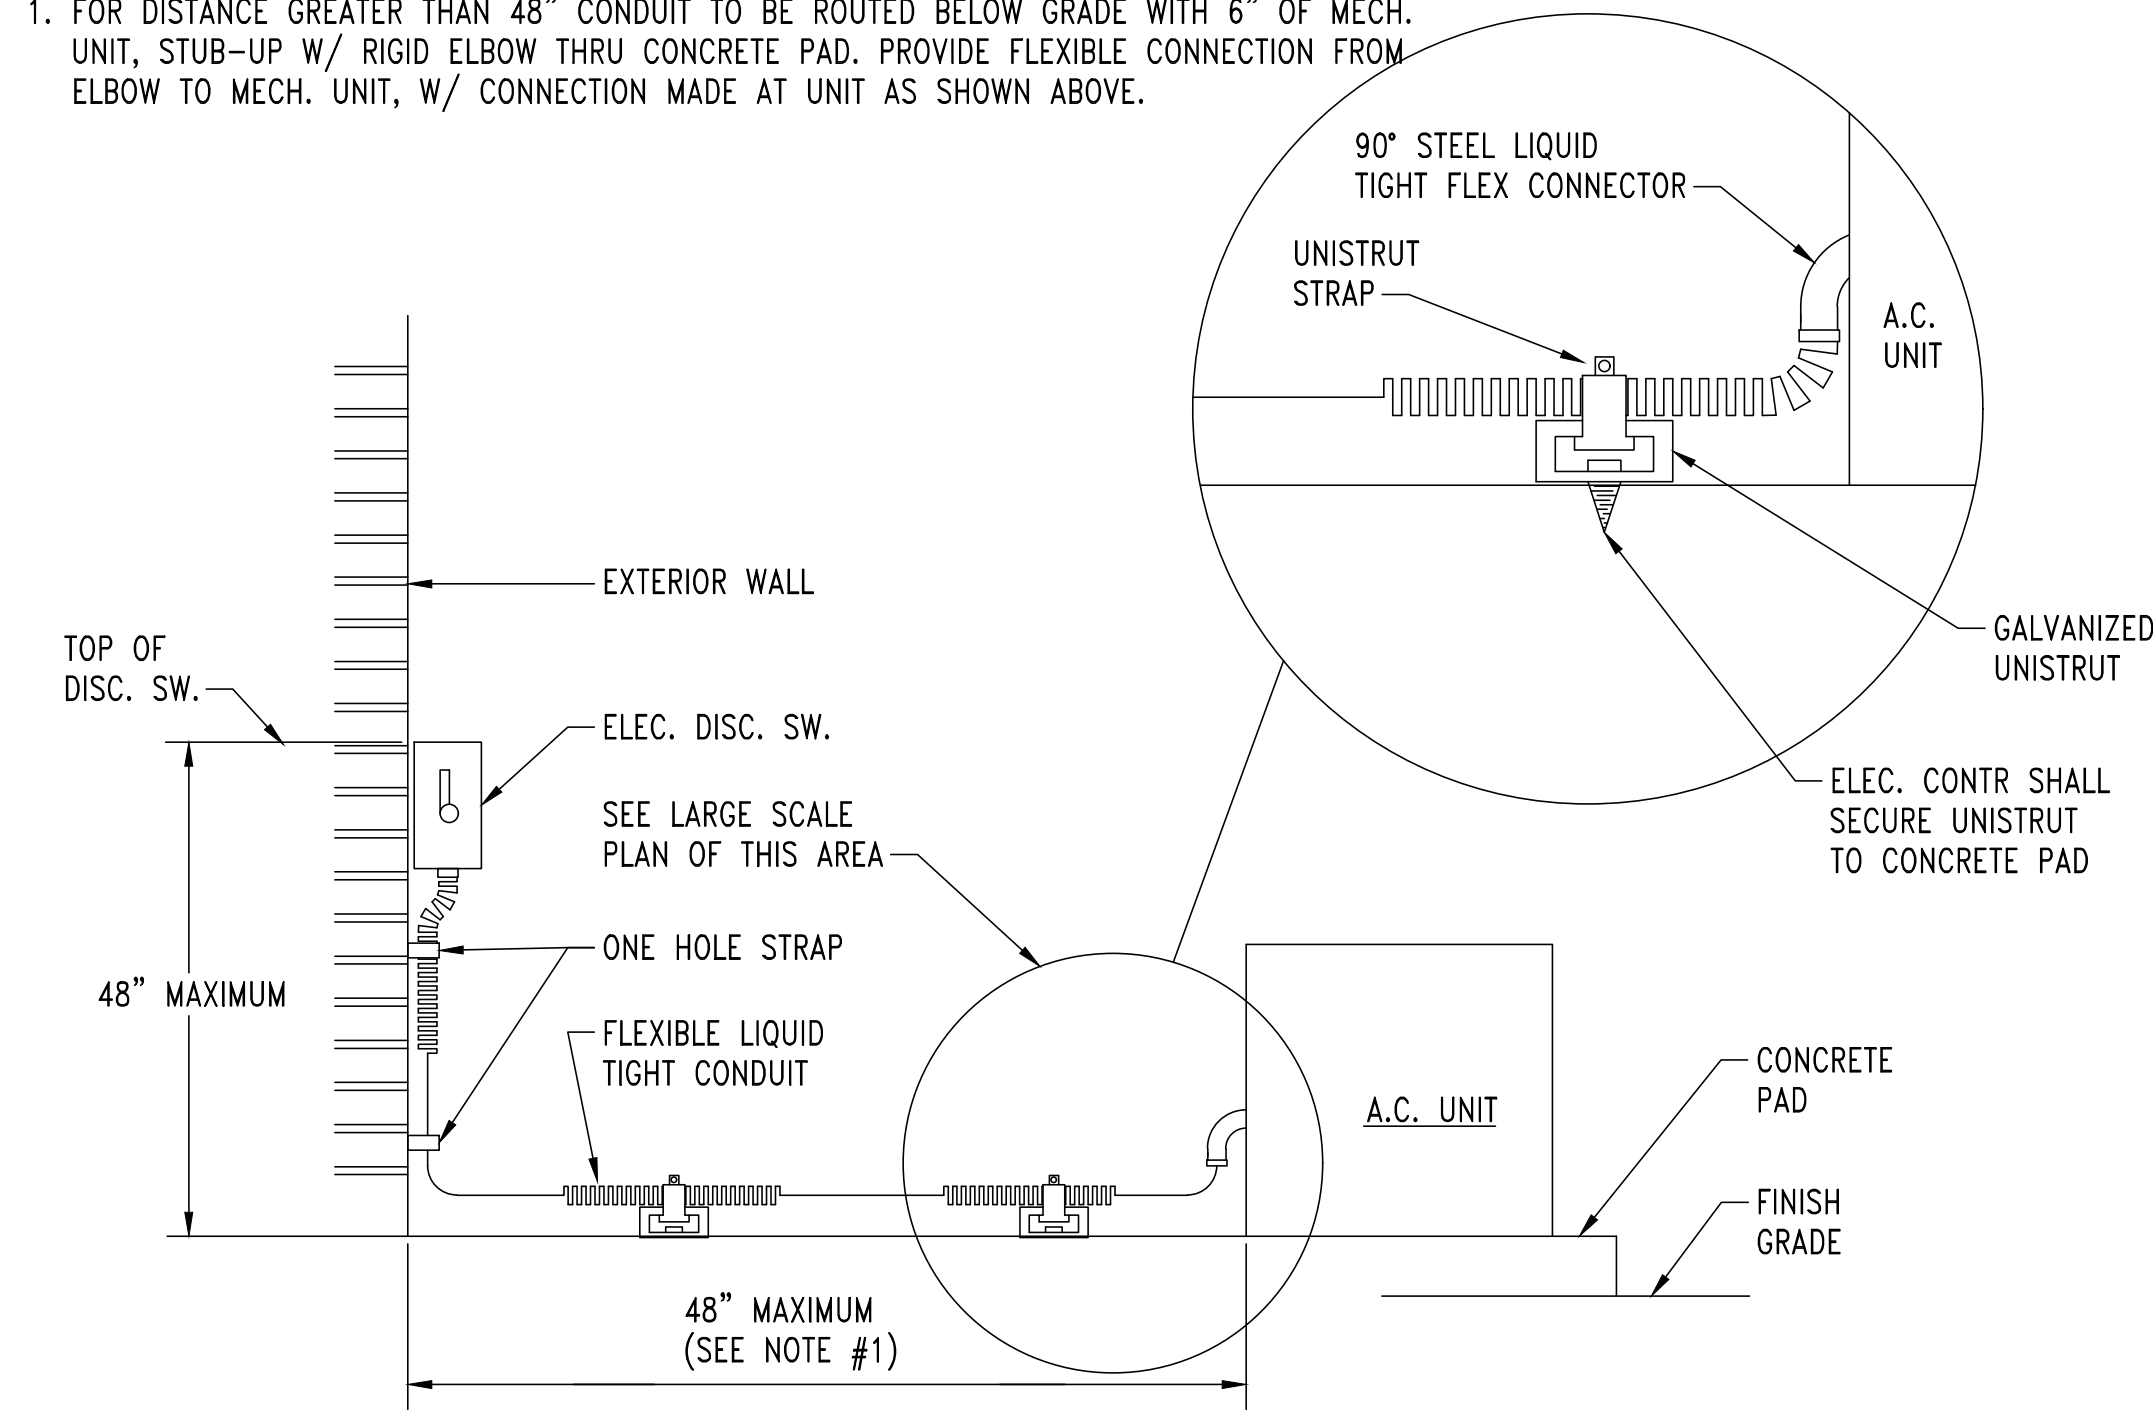 1. FOR DISTANCE GREATER THAN 48" CONDUIT TO BE ROUTED BELOW GRADE WITH 6" OF MECH.
UNIT, STUB-UP W/ RIGID ELBOW THRU CONCRETE PAD. PROVIDE FLEXIBLE CONNECTION FROM
ELBOW TO MECH. UNIT, W/ CONNECTION MADE AT UNIT AS SHOWN ABOVE.
90° STEEL LIQUID
TIGHT FLEX CONNECTOR
UNISTRUT
STRAP
A.C.
UNIT
EXTERIOR WALL
TOP OF
DISC. SW.
GALVANIZED
UNISTRUT
ELEC. DISC. SW.
ELEC. CONTR SHALL
SECURE UNISTRUT
TO CONCRETE PAD
SEE LARGE SCALE
PLAN OF THIS AREA
ONE HOLE STRAP
48" MAXIMUM
FLEXIBLE LIQUID
TIGHT CONDUIT
CONCRETE
PAD
A.C. UNIT
FINISH
GRADE
48" MAXIMUM
(SEE NOTE #1)